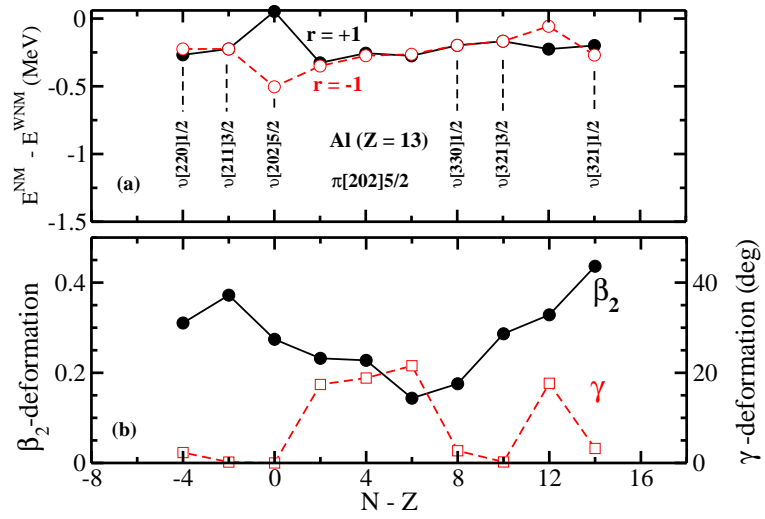 0
-0.5
-1
-1.5
E^NM - E^WNM (MeV)
r = +1
r = -1
υ[220]1/2
υ[211]3/2
υ[202]5/2
Al (Z = 13)
π[202]5/2
υ[330]1/2
υ[321]3/2
υ[321]1/2
(a)
0.4
0.2
0
β₂-deformation
β₂
γ
(b)
40
20
0
γ -deformation (deg)
-8 -4 0 4 8 12 16
N - Z